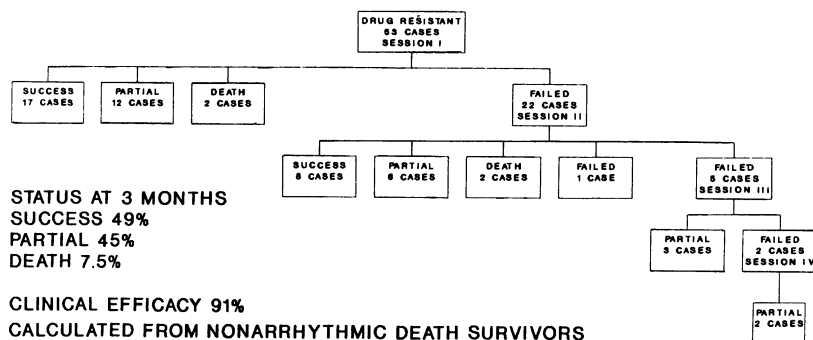 DRUG RESISTANT
53 CASES
SESSION I
SUCCESS
17 CASES
PARTIAL
12 CASES
DEATH
2 CASES
FAILED
22 CASES
SESSION II
SUCCESS
8 CASES
PARTIAL
6 CASES
DEATH
2 CASES
FAILED
1 CASE
FAILED
5 CASES
SESSION III
PARTIAL
3 CASES
FAILED
2 CASES
SESSION IV
PARTIAL
2 CASES
STATUS AT 3 MONTHS
SUCCESS 49%
PARTIAL 45%
DEATH 7.5%
CLINICAL EFFICACY 91%
CALCULATED FROM NONARRHYTHMIC DEATH SURVIVORS